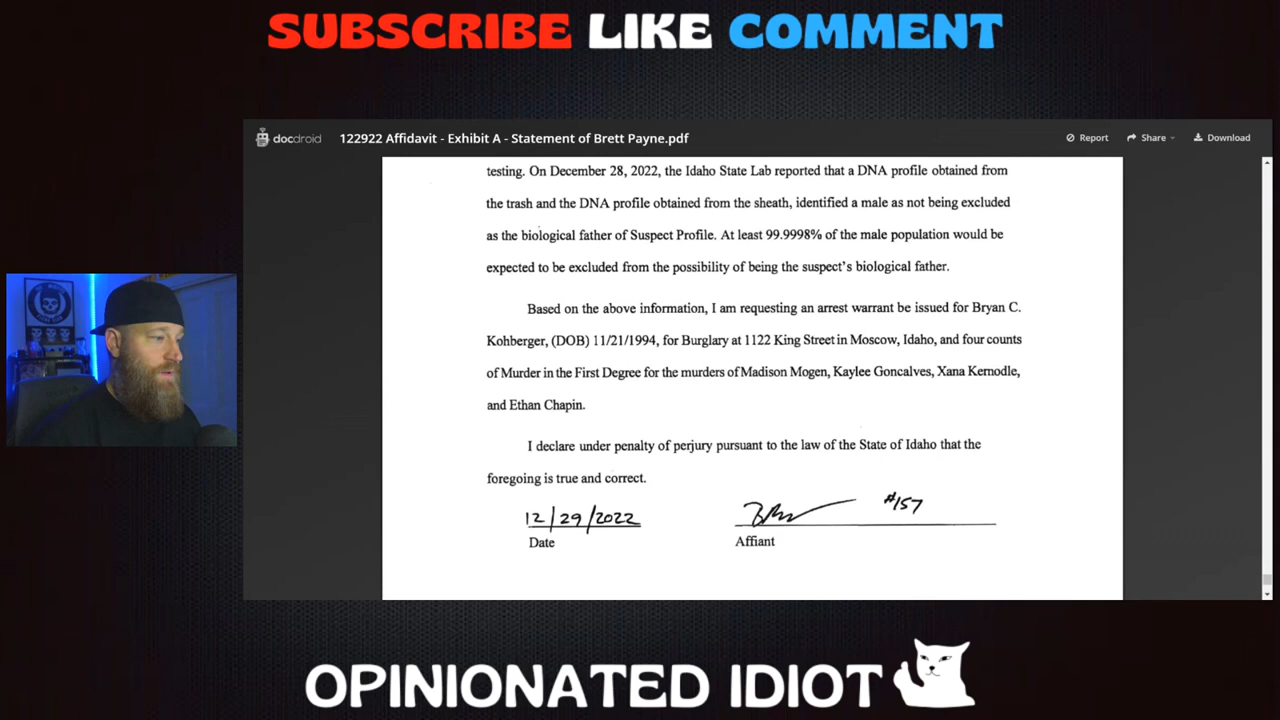 SUBSCRIBE LIKE COMMENT
docdroid
122922 Affidavit - Exhibit A - Statement of Brett Payne.pdf
Report
Share
Download
testing. On December 28, 2022, the Idaho State Lab reported that a DNA profile obtained from
the trash and the DNA profile obtained from the sheath, identified a male as not being excluded
as the biological father of Suspect Profile. At least 99.9998% of the male population would be
expected to be excluded from the possibility of being the suspect's biological father.
Based on the above information, I am requesting an arrest warrant be issued for Bryan C.
Kohberger, (DOB) 11/21/1994, for Burglary at 1122 King Street in Moscow, Idaho, and four counts
of Murder in the First Degree for the murders of Madison Mogen, Kaylee Goncalves, Xana Kernodle,
and Ethan Chapin.
I declare under penalty of perjury pursuant to the law of the State of Idaho that the
foregoing is true and correct.
12/29/2022
#157
Date
Affiant
OPINIONATED IDIOT